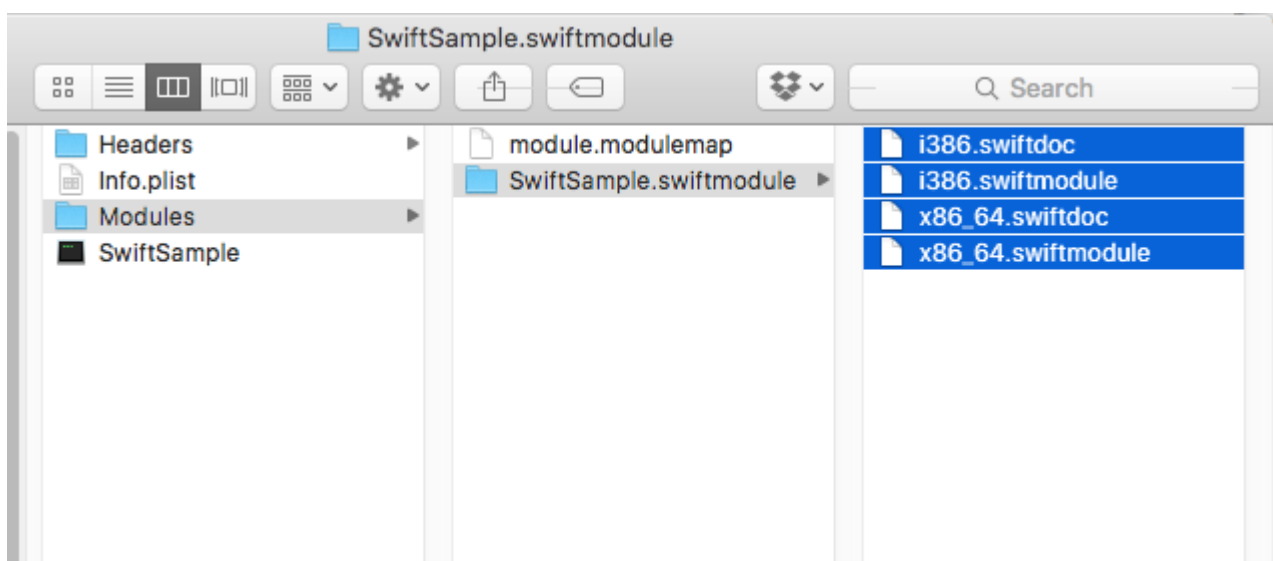 SwiftSample.swiftmodule
Search
Headers
Info.plist
Modules
SwiftSample
module.modulemap
SwiftSample.swiftmodule
i386.swiftdoc
i386.swiftmodule
x86_64.swiftdoc
x86_64.swiftmodule